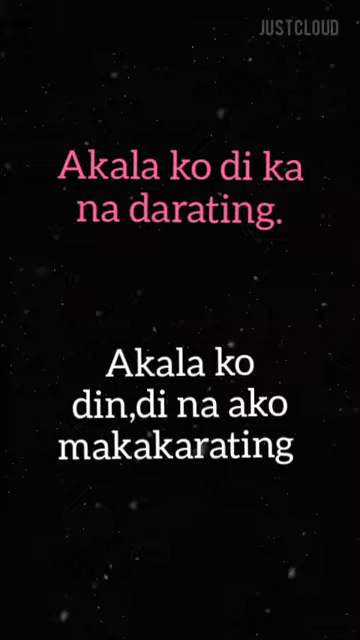 JUSTCLOUD
Akala ko di ka
na darating.
Akala ko
din,di na ako
makakarating